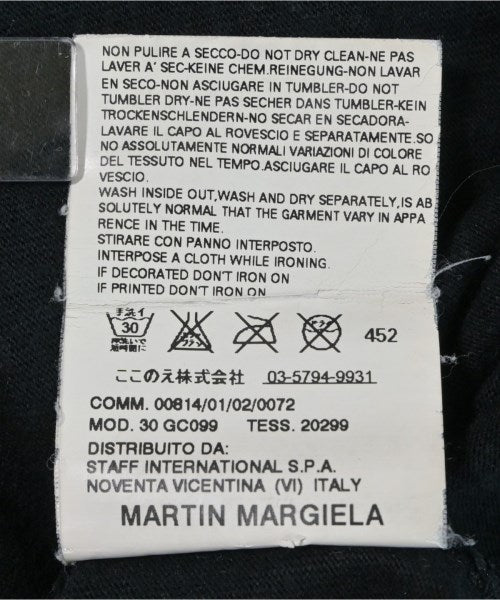 NON PULIRE A SECCO-DO NOT DRY CLEAN-NE PAS
LAVER A' SEC-KEINE CHEM.REINEGUNG-NON LAVAR
EN SECO-NON ASCIUGARE IN TUMBLER-DO NOT
TUMBLER DRY-NE PAS SECHER DANS TUMBLER-KEIN
TROCKENSCHLENDERN-NO SECAR EN SECADORA-
LAVARE IL CAPO AL ROVESCIO E SEPARATAMENTE.SO
NO ASSOLUTAMENTE NORMALI VARIAZIONI DI COLORE
DEL TESSUTO NEL TEMPO.ASCIUGARE IL CAPO AL RO
VESCIO.
WASH INSIDE OUT,WASH AND DRY SEPARATELY,IS AB
SOLUTELY NORMAL THAT THE GARMENT VARY IN APPA
RENCE IN THE TIME.
STIRARE CON PANNO INTERPOSTO.
INTERPOSE A CLOTH WHILE IRONING.
IF DECORATED DON'T IRON ON
IF PRINTED DON'T IRON ON
手洗イ
30
452
ここのえ株式会社 03-5794-9931
COMM. 00814/01/02/0072
MOD. 30 GC099 TESS. 20299
DISTRIBUITO DA:
STAFF INTERNATIONAL S.P.A.
NOVENTA VICENTINA (VI) ITALY
MARTIN MARGIELA